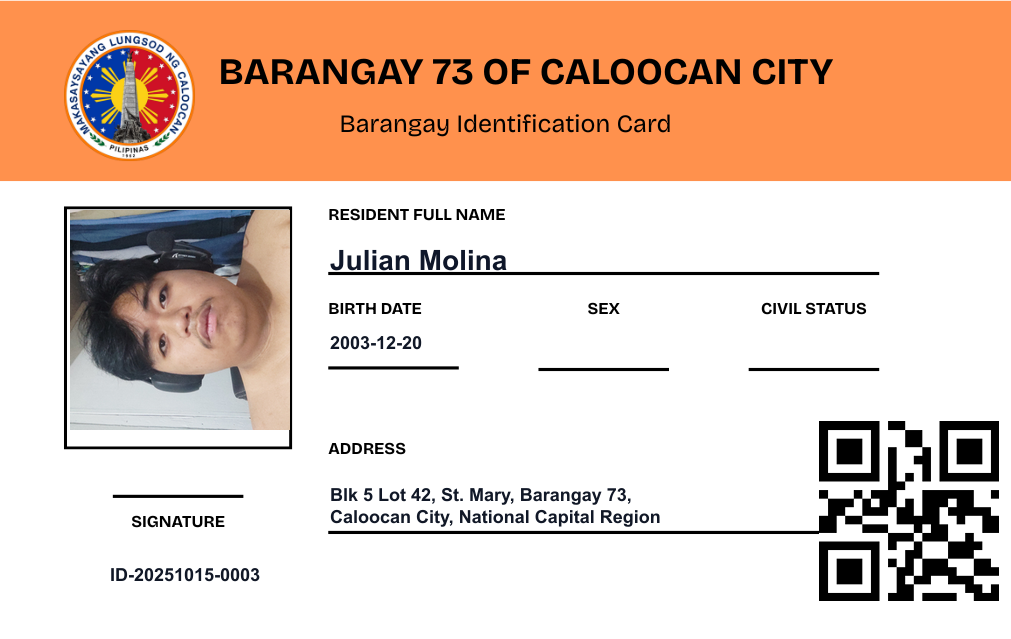 MAKASAYSAYANG LUNGSOD NG CALOOCAN
PILIPINAS
1962
BARANGAY 73 OF CALOOCAN CITY
Barangay Identification Card
RESIDENT FULL NAME
Julian Molina
BIRTH DATE
SEX
CIVIL STATUS
2003-12-20
ADDRESS
Blk 5 Lot 42, St. Mary, Barangay 73,
Caloocan City, National Capital Region
SIGNATURE
ID-20251015-0003